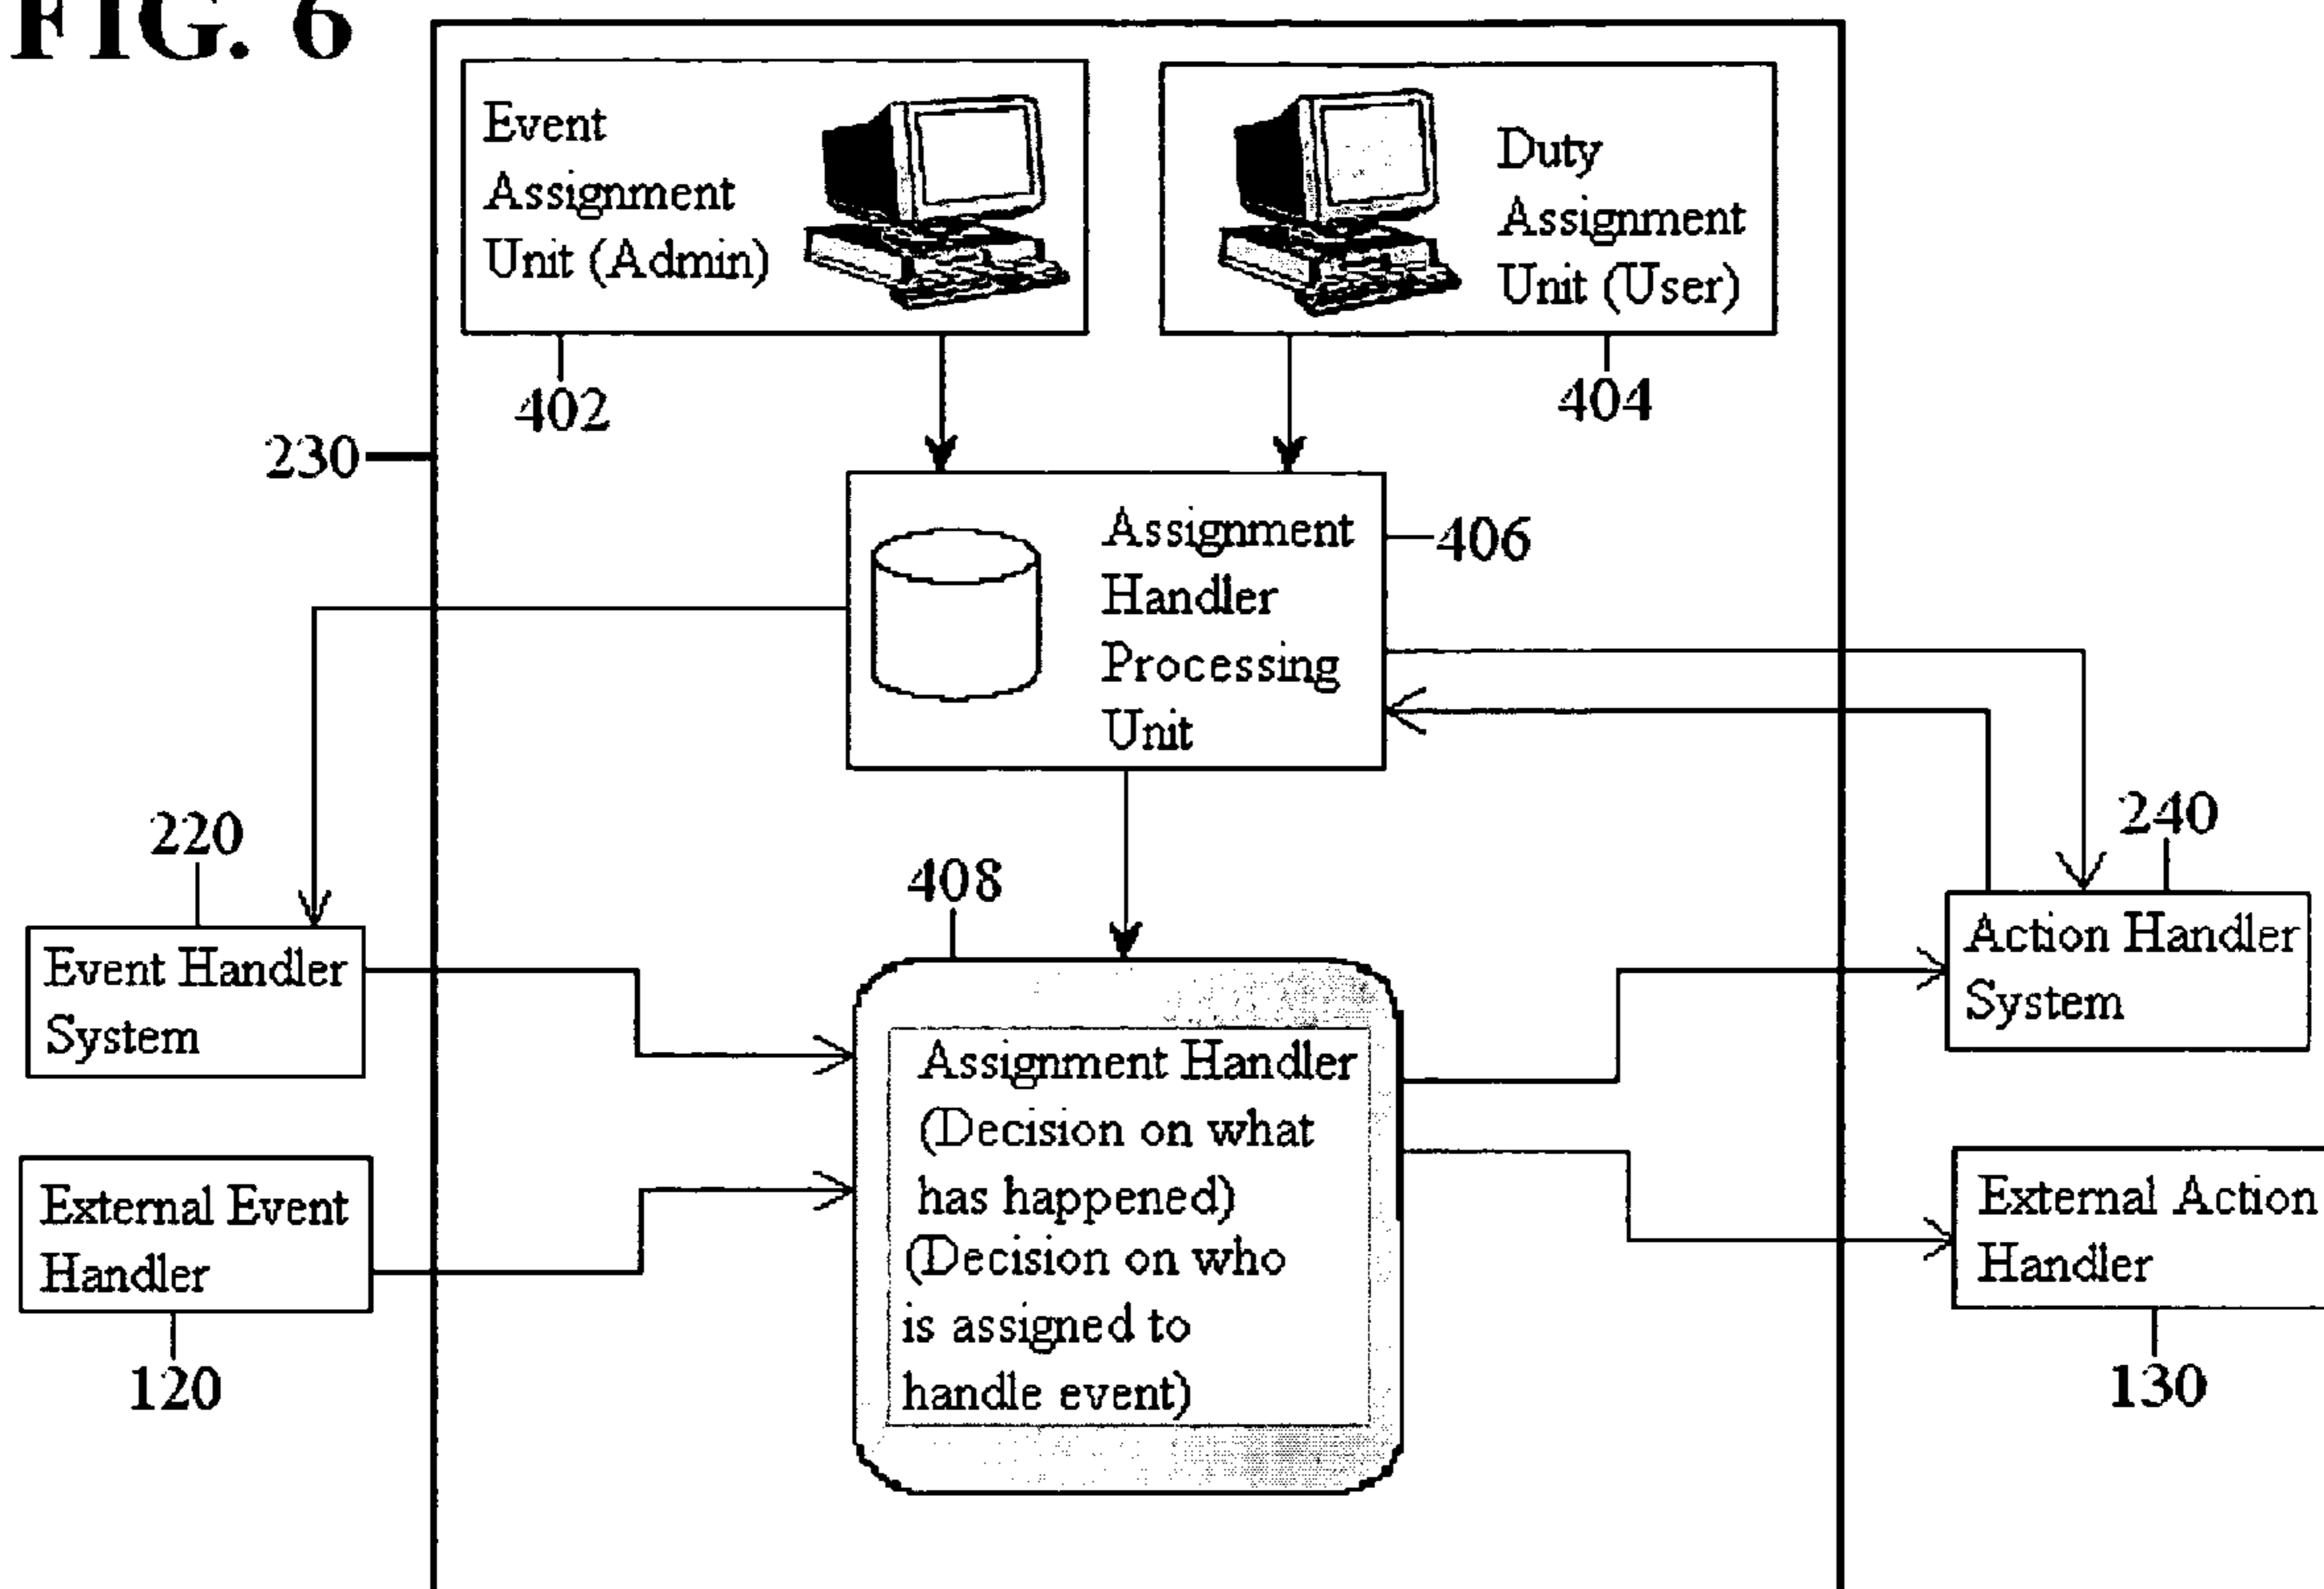 FIG. 6
Event
Assignment
Unit (Admin)
402
Duty
Assignment
Unit (User)
404
230
Assignment
Handler
Processing
Unit
406
220
Event Handler
System
External Event
Handler
120
408
Assignment Handler
(Decision on what
has happened)
(Decision on who
is assigned to
handle event)
240
Action Handler
System
External Action
Handler
130